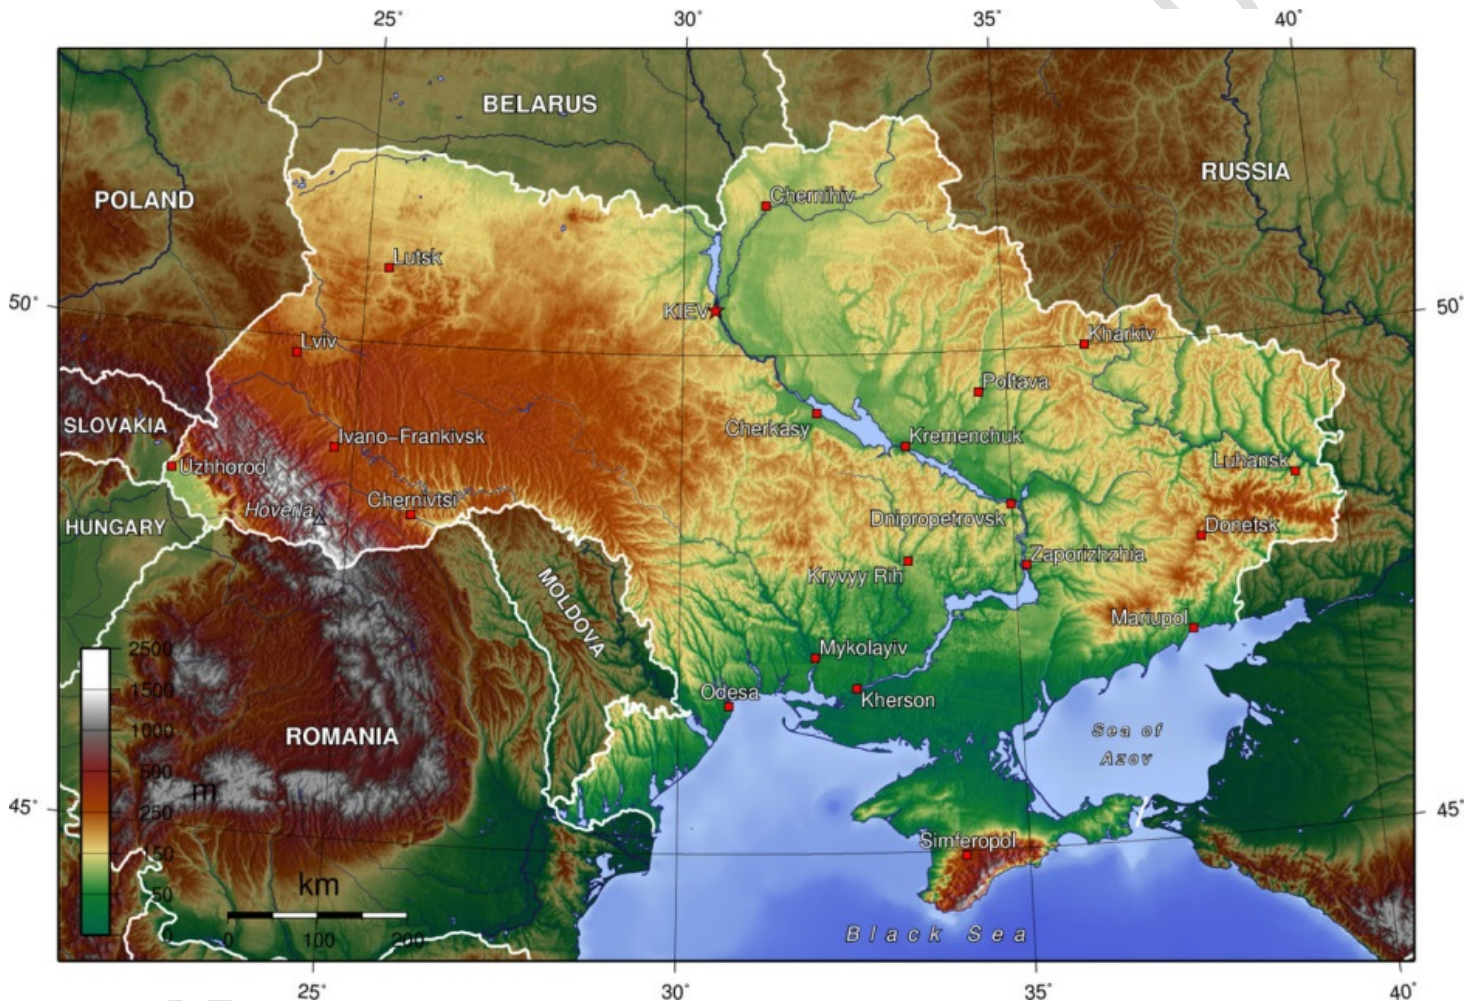 25°
30°
35°
40°
BELARUS
RUSSIA
POLAND
Chernihiv
Lutsk
50°
KIEV
50°
Lviv
Kharkiv
Poltava
SLOVAKIA
Cherkasy
Ivano-Frankivsk
Kremenchuk
Uzhhorod
Luhansk
Chernivtsi
Hoverla
HUNGARY
Dnipropetrovsk
Donetsk
Zaporizhzhia
Kryvyy Rih
MOLDOVA
Mariupol
2500
Mykolayiv
1500
Odesa
Kherson
1000
ROMANIA
Sea of
Azov
500
m
45°
250
45°
Simferopol
150
km
50
0
0
100
200
Black Sea
25°
30°
35°
40°